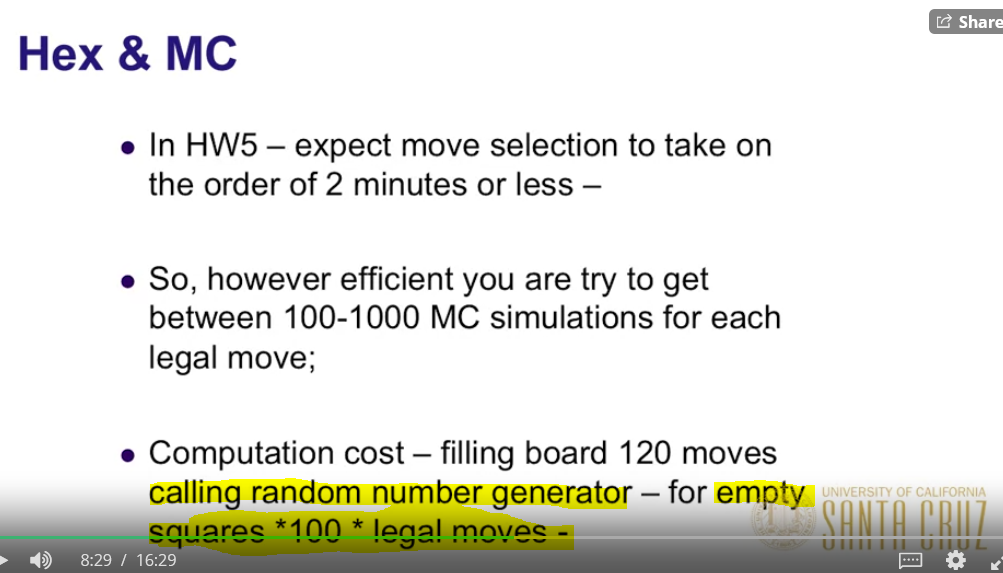 Share
Hex & MC
• In HW5 – expect move selection to take on
the order of 2 minutes or less –
• So, however efficient you are try to get
between 100-1000 MC simulations for each
legal move;
• Computation cost – filling board 120 moves
calling random number generator – for empty
squares *100 * legal moves -
UNIVERSITY OF CALIFORNIA
SANTA CRUZ
8:29 / 16:29